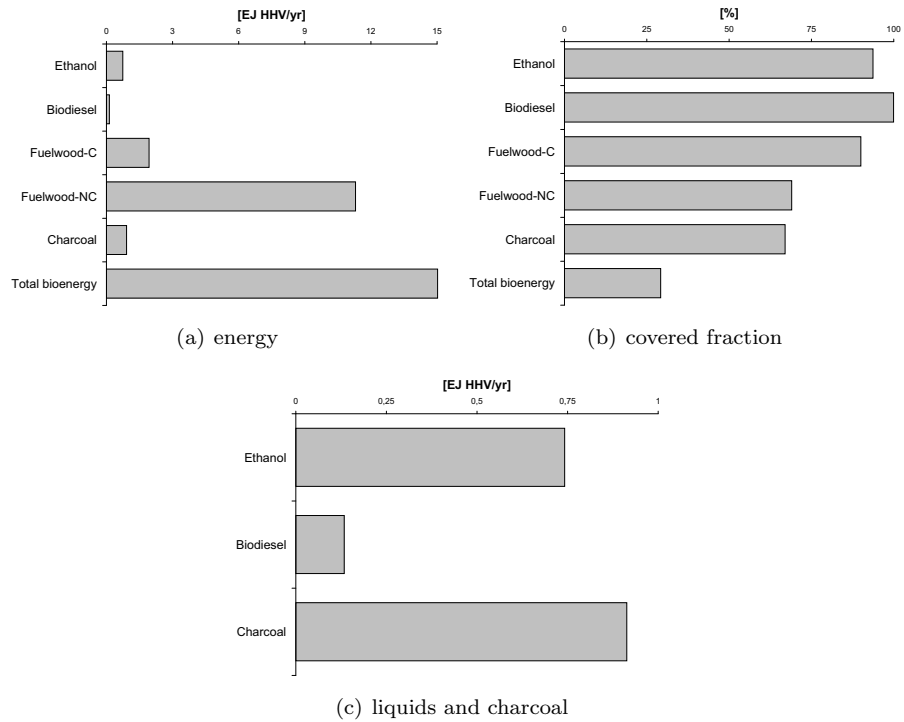 [EJ HHV/yr]
0 3 6 9 12 15
Ethanol
Biodiesel
Fuelwood-C
Fuelwood-NC
Charcoal
Total bioenergy
(a) energy
[%]
0 25 50 75 100
Ethanol
Biodiesel
Fuelwood-C
Fuelwood-NC
Charcoal
Total bioenergy
(b) covered fraction
[EJ HHV/yr]
0 0,25 0,5 0,75 1
Ethanol
Biodiesel
Charcoal
(c) liquids and charcoal